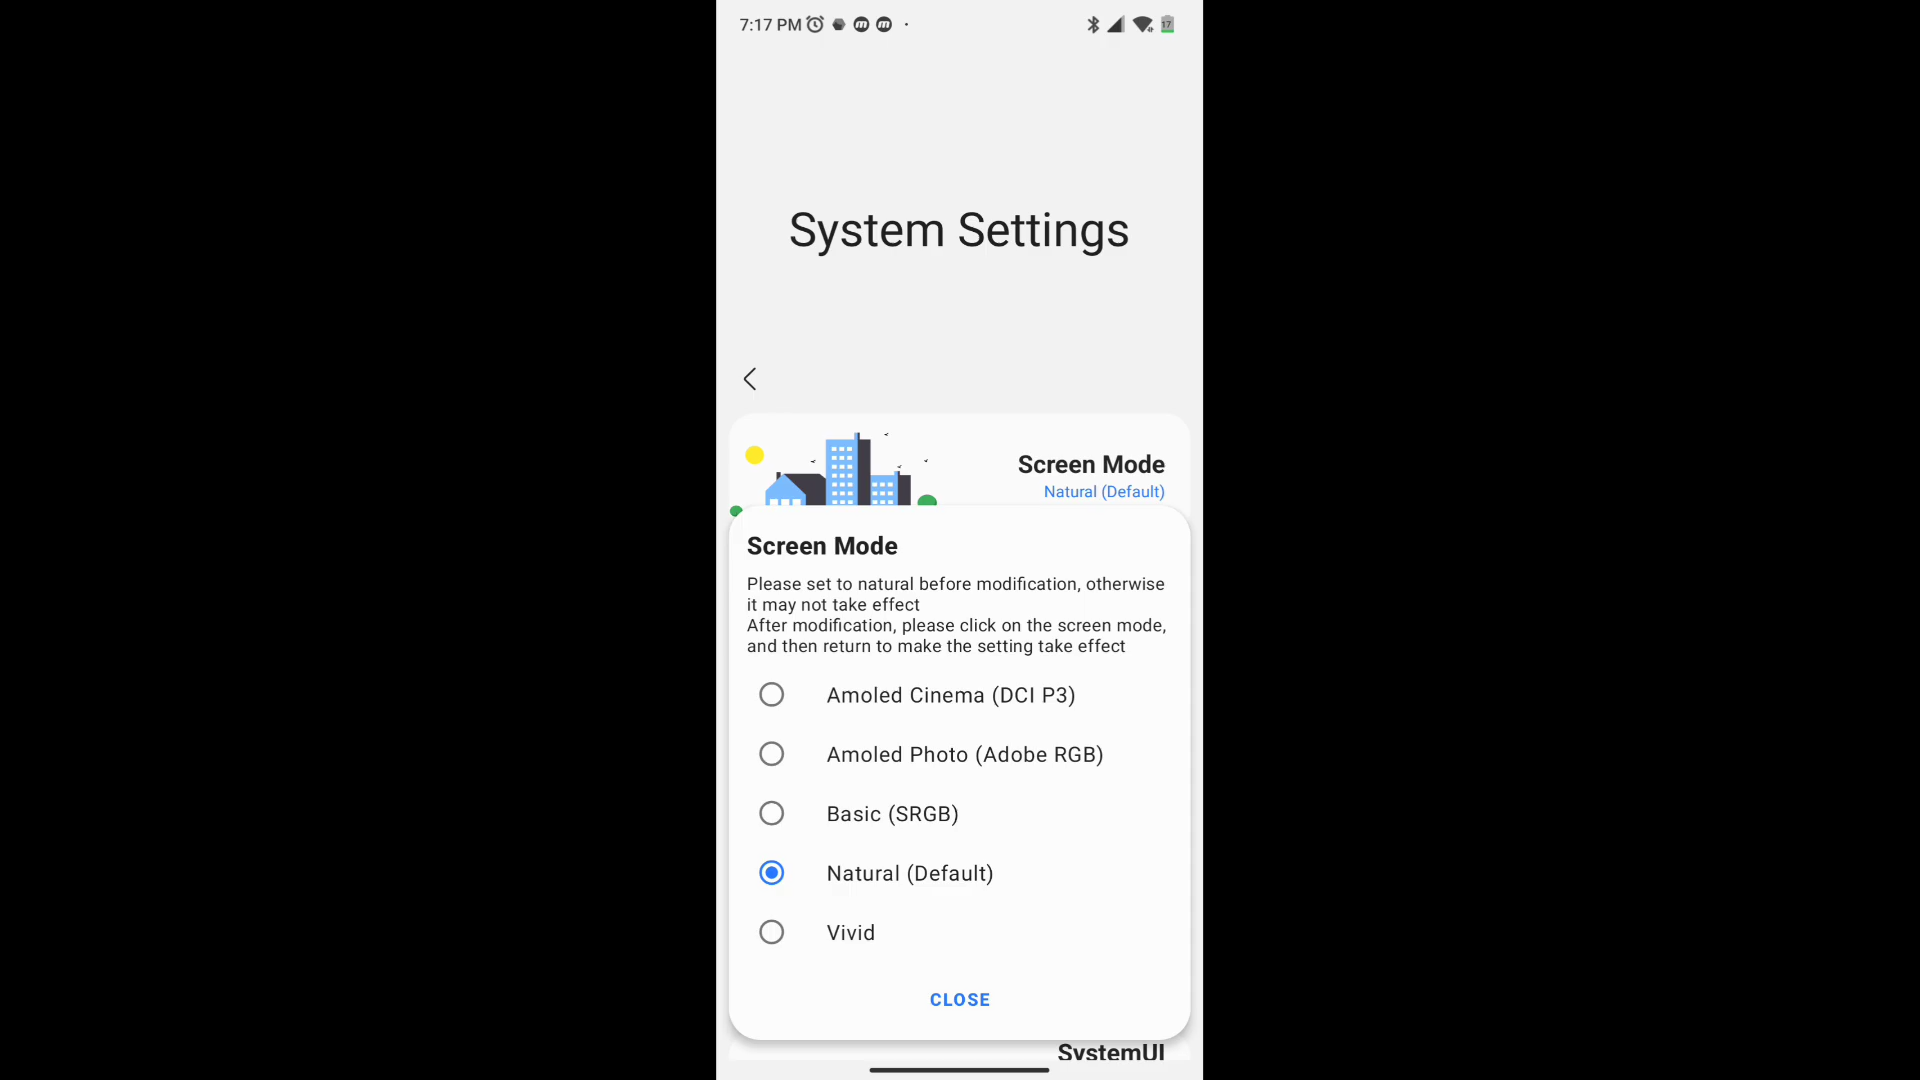 7:17 PM
17
System Settings
Screen Mode
Natural (Default)
Screen Mode
Please set to natural before modification, otherwise
it may not take effect
After modification, please click on the screen mode,
and then return to make the setting take effect
Amoled Cinema (DCI P3)
Amoled Photo (Adobe RGB)
Basic (SRGB)
Natural (Default)
Vivid
CLOSE
SystemUI